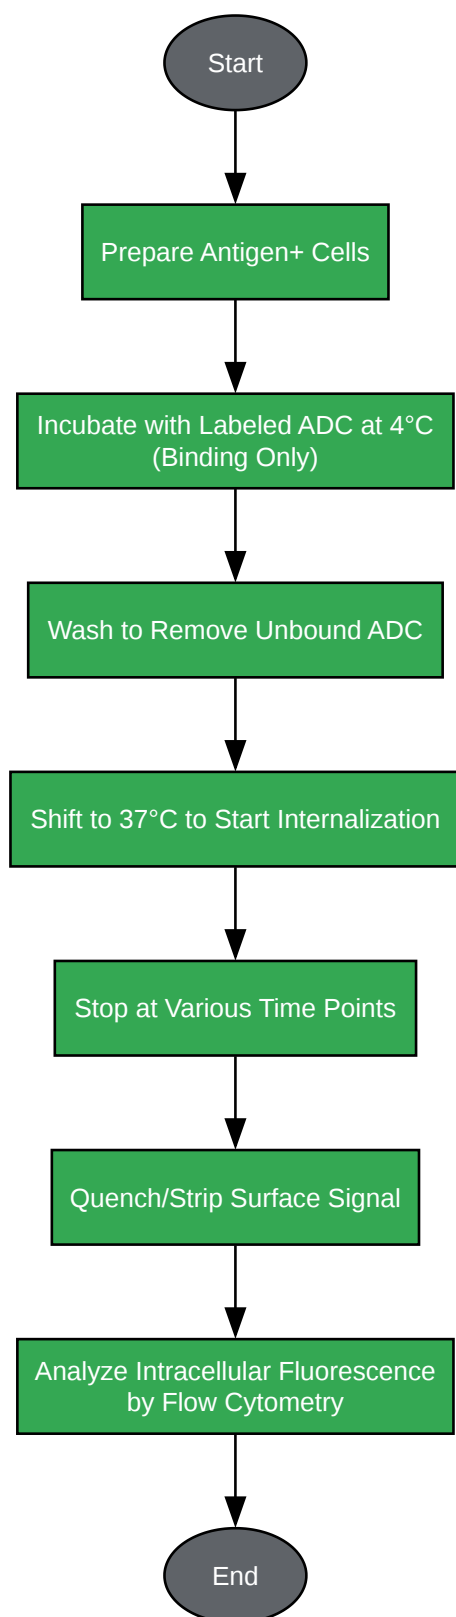 Start
Prepare Antigen+ Cells
Incubate with Labeled ADC at 4°C
(Binding Only)
Wash to Remove Unbound ADC
Shift to 37°C to Start Internalization
Stop at Various Time Points
Quench/Strip Surface Signal
Analyze Intracellular Fluorescence
by Flow Cytometry
End